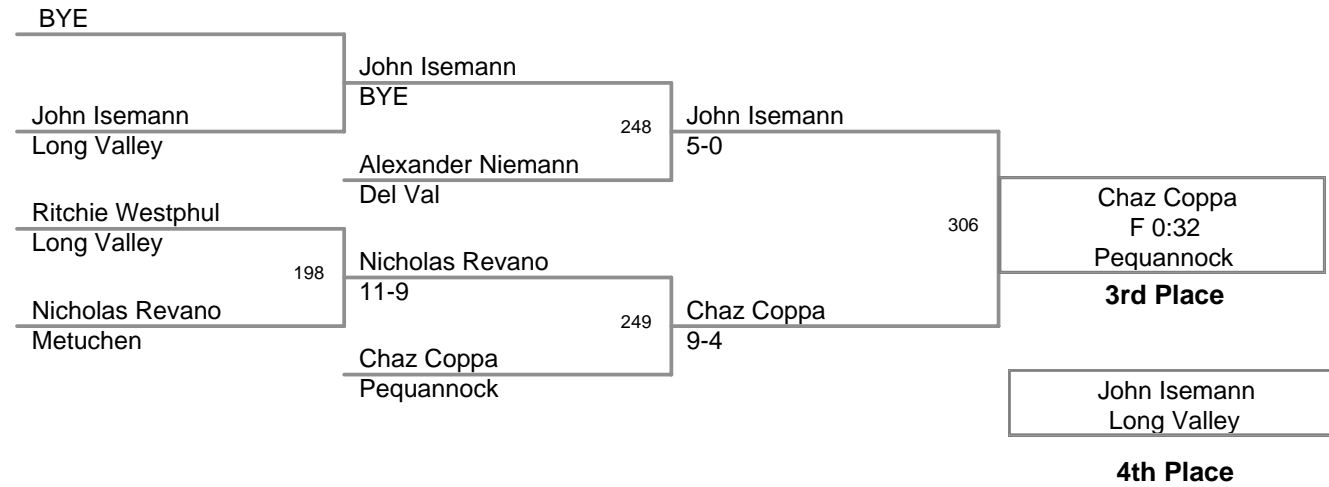 BYE
John Isemann
BYE
John Isemann
Long Valley
248
John Isemann
5-0
Alexander Niemann
Del Val
Ritchie Westphul
Long Valley
198
Nicholas Revano
11-9
Nicholas Revano
Metuchen
249
Chaz Coppa
9-4
Chaz Coppa
Pequannock
306
Chaz Coppa
F 0:32
Pequannock
3rd Place
John Isemann
Long Valley
4th Place